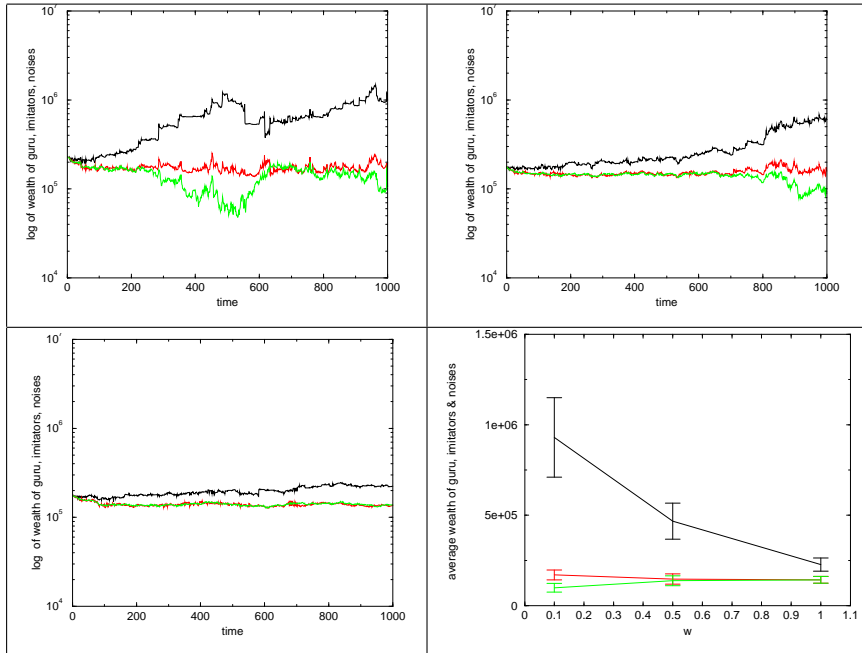 10^7
10^6
10^5
10^4
log of wealth of guru, imitators, noises
0 200 400 600 800 1000
time
10^7
10^6
10^5
10^4
log of wealth of guru, imitators, noises
0 200 400 600 800 1000
time
10^7
10^6
10^5
10^4
log of wealth of guru, imitators, noises
0 200 400 600 800 1000
time
1.5e+06
1e+06
5e+05
0
average wealth of guru, imitators & noises
0 0.1 0.2 0.3 0.4 0.5 0.6 0.7 0.8 0.9 1 1.1
w